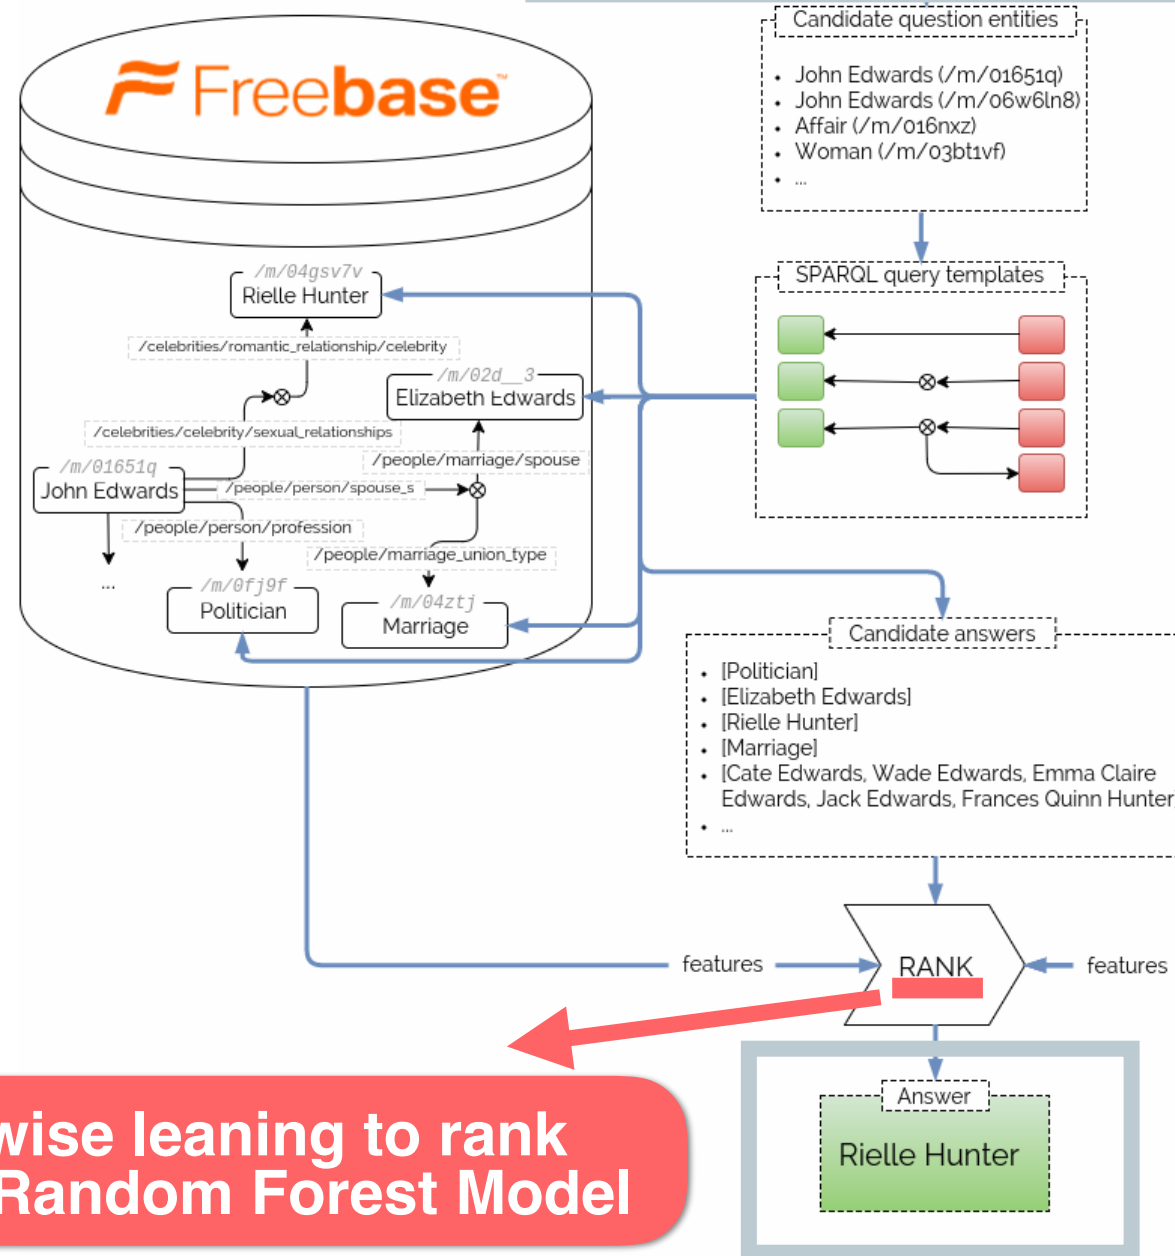 Freebase™
/m/04gsv7v
Rielle Hunter
/celebrities/romantic_relationship/celebrity
/m/02d__3
Elizabeth Edwards
/celebrities/celebrity/sexual_relationships
/people/marriage/spouse
/m/01651q
John Edwards
/people/person/spouse_s
/people/person/profession
/people/marriage_union_type
...
/m/0fj9f
Politician
/m/04ztj
Marriage
Candidate question entities
• John Edwards (/m/01651q)
• John Edwards (/m/06w6ln8)
• Affair (/m/016nxz)
• Woman (/m/03bt1vf)
• ...
SPARQL query templates
Candidate answers
• [Politician]
• [Elizabeth Edwards]
• [Rielle Hunter]
• [Marriage]
• [Cate Edwards, Wade Edwards, Emma Claire
Edwards, Jack Edwards, Frances Quinn Hunter
• ...
features
RANK
features
wise leaning to rank
Random Forest Model
Answer
Rielle Hunter